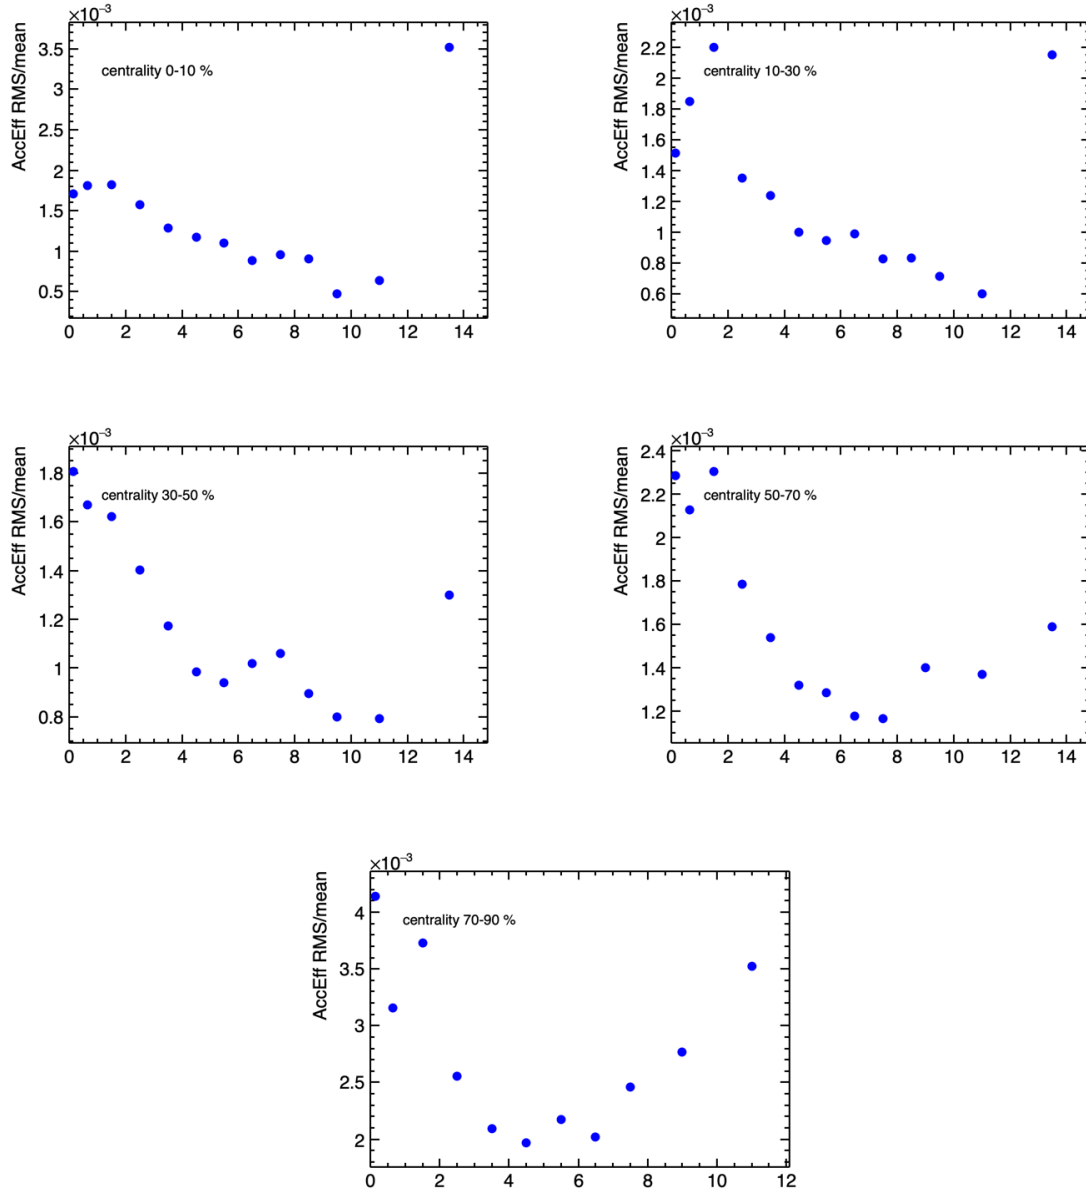 ×10⁻³
AccEff RMS/mean
centrality 0-10 %
3.5
3
2.5
2
1.5
1
0.5
0 2 4 6 8 10 12 14
×10⁻³
AccEff RMS/mean
centrality 10-30 %
2.2
2
1.8
1.6
1.4
1.2
1
0.8
0.6
0 2 4 6 8 10 12 14
×10⁻³
AccEff RMS/mean
centrality 30-50 %
1.8
1.6
1.4
1.2
1
0.8
0 2 4 6 8 10 12 14
×10⁻³
AccEff RMS/mean
centrality 50-70 %
2.4
2.2
2
1.8
1.6
1.4
1.2
0 2 4 6 8 10 12 14
×10⁻³
AccEff RMS/mean
centrality 70-90 %
4
3.5
3
2.5
2
0 2 4 6 8 10 12